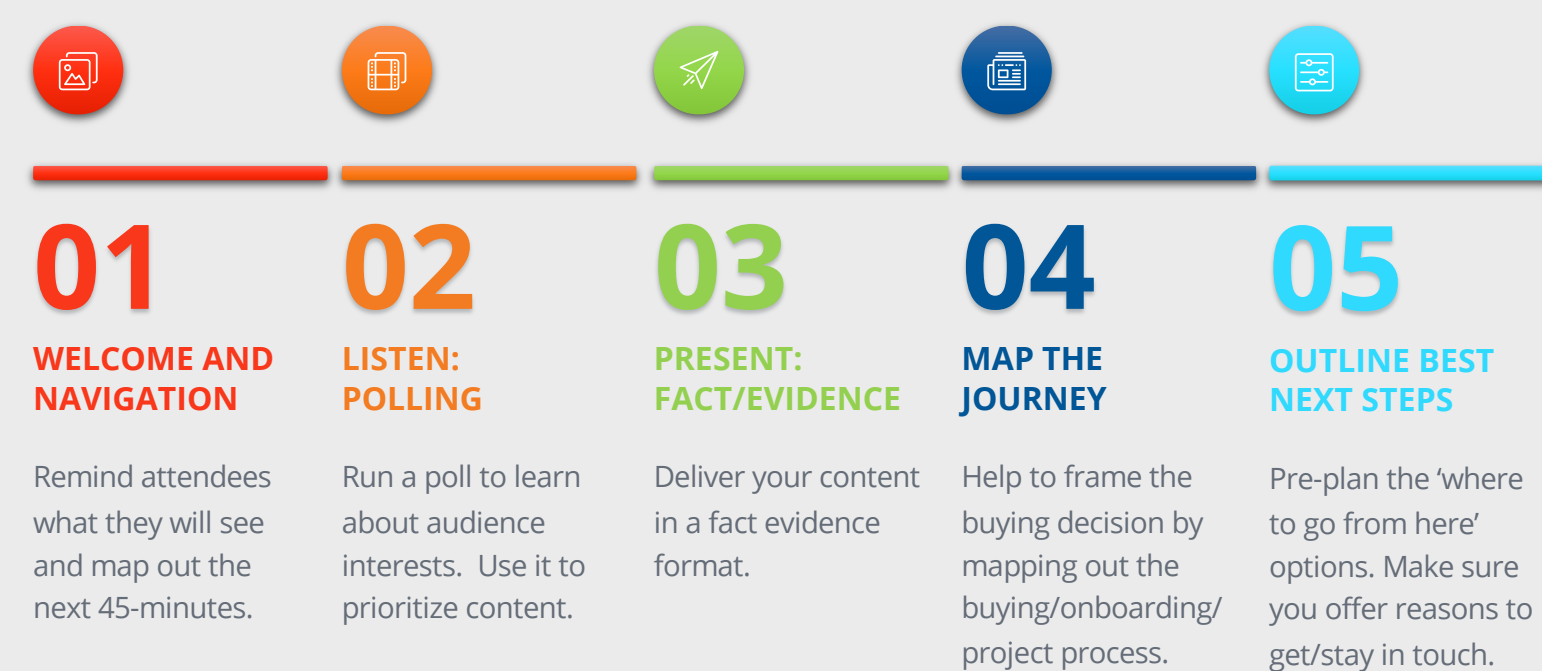 01
WELCOME AND
NAVIGATION
Remind attendees
what they will see
and map out the
next 45-minutes.
02
LISTEN:
POLLING
Run a poll to learn
about audience
interests.  Use it to
prioritize content.
03
PRESENT:
FACT/EVIDENCE
Deliver your content
in a fact evidence
format.
04
MAP THE
JOURNEY
Help to frame the
buying decision by
mapping out the
buying/onboarding/
project process.
05
OUTLINE BEST
NEXT STEPS
Pre-plan the ‘where
to go from here’
options. Make sure
you offer reasons to
get/stay in touch.